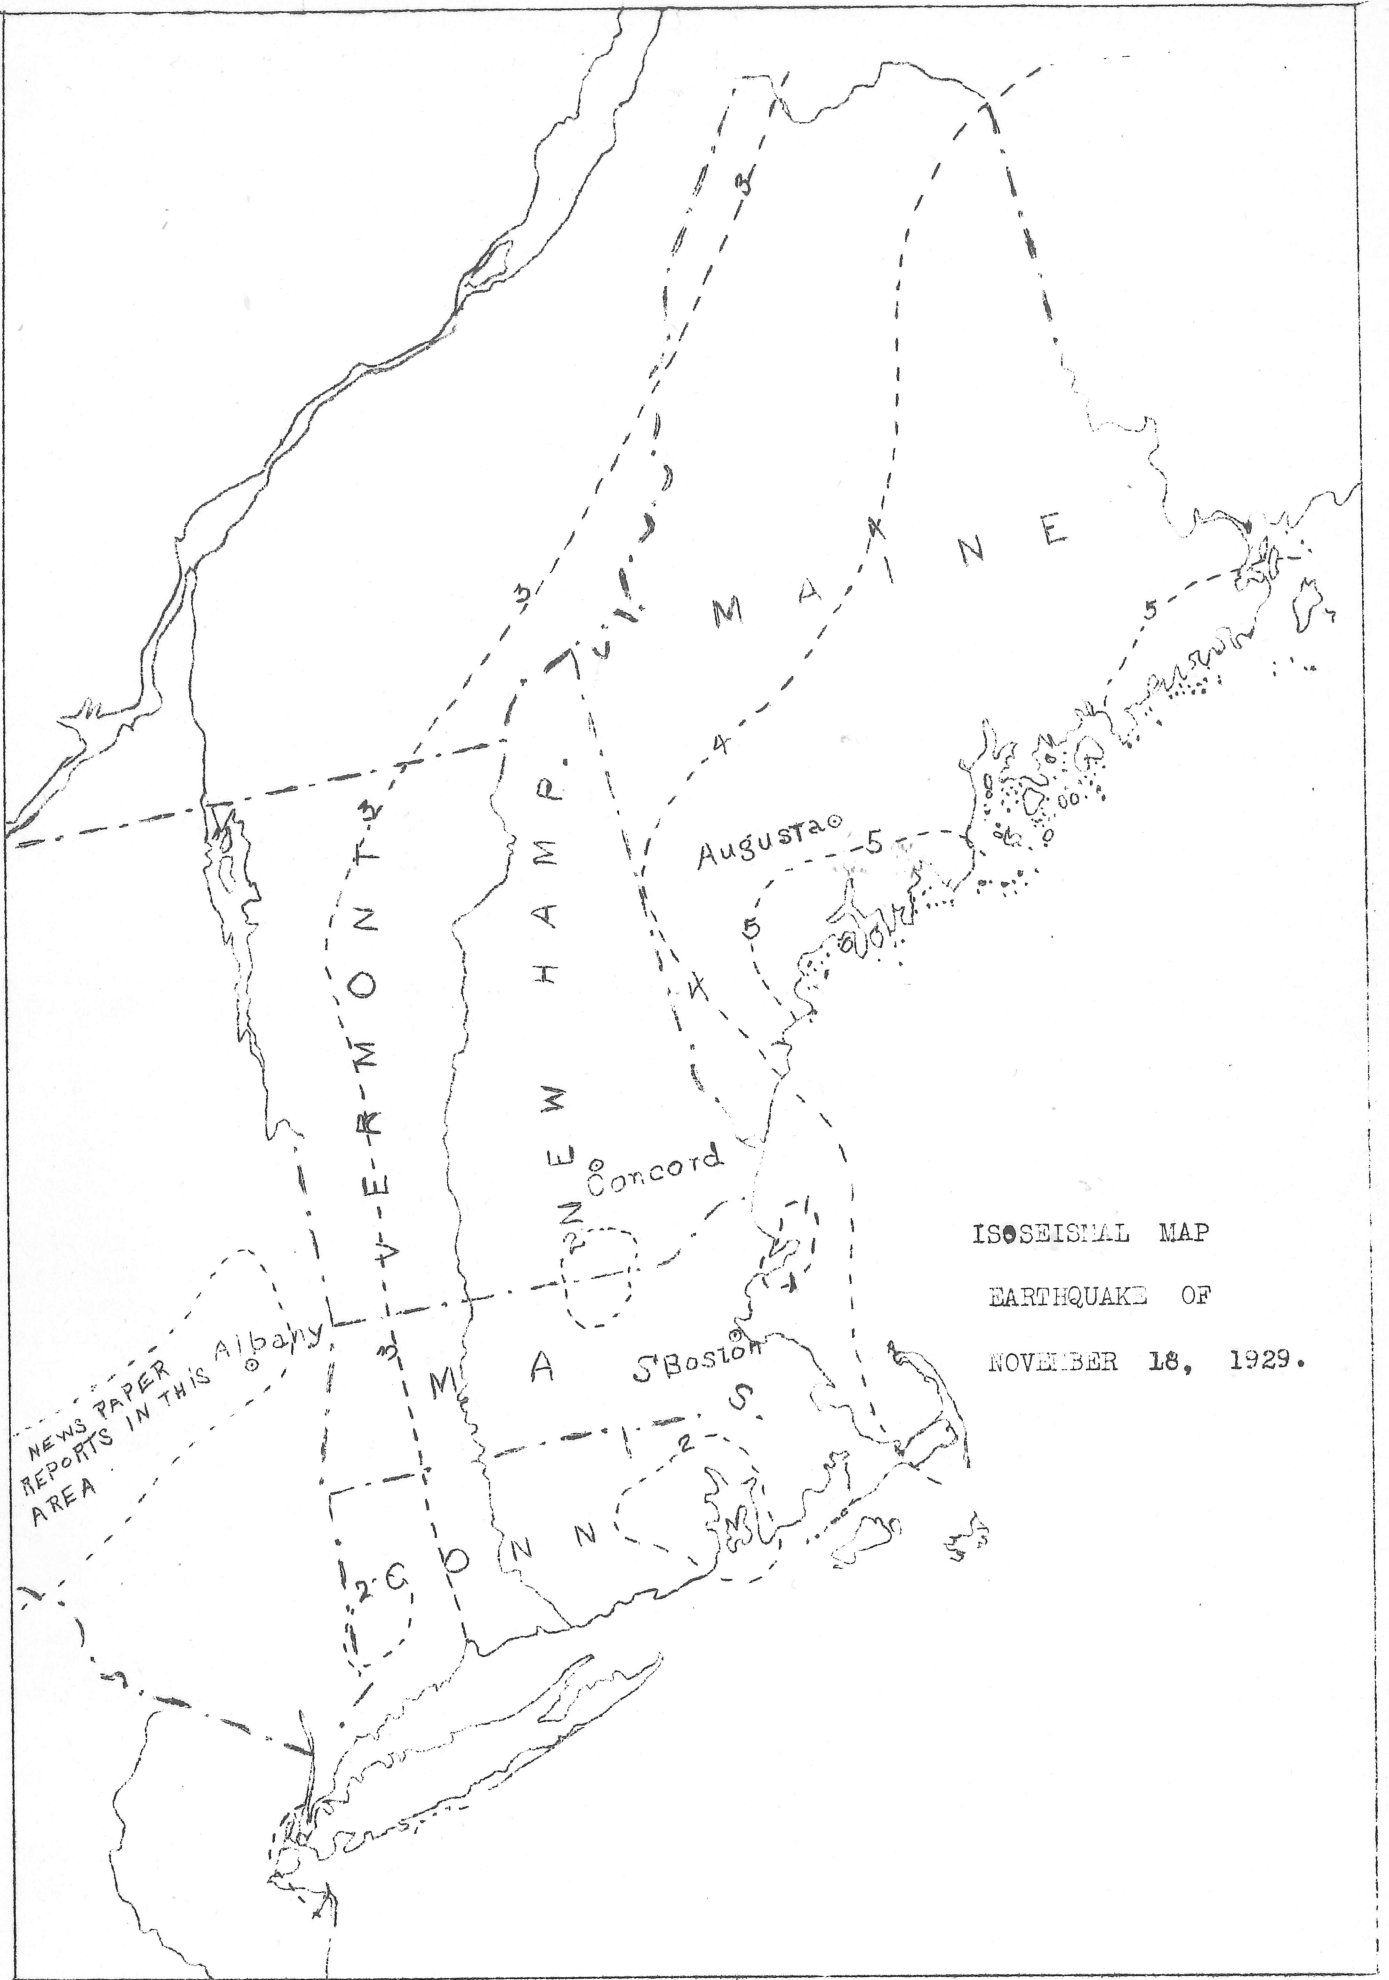 3
3
3
3
4
4
4
4
5
5
5
2
2
2
MAINE
VERMONT
NEW HAMP.
Augusta
Concord
Albany
MASS.
Boston
CONN
NEWS PAPER
REPORTS IN THIS
AREA
ISOSEISMAL MAP
EARTHQUAKE OF
NOVEMBER 18, 1929.